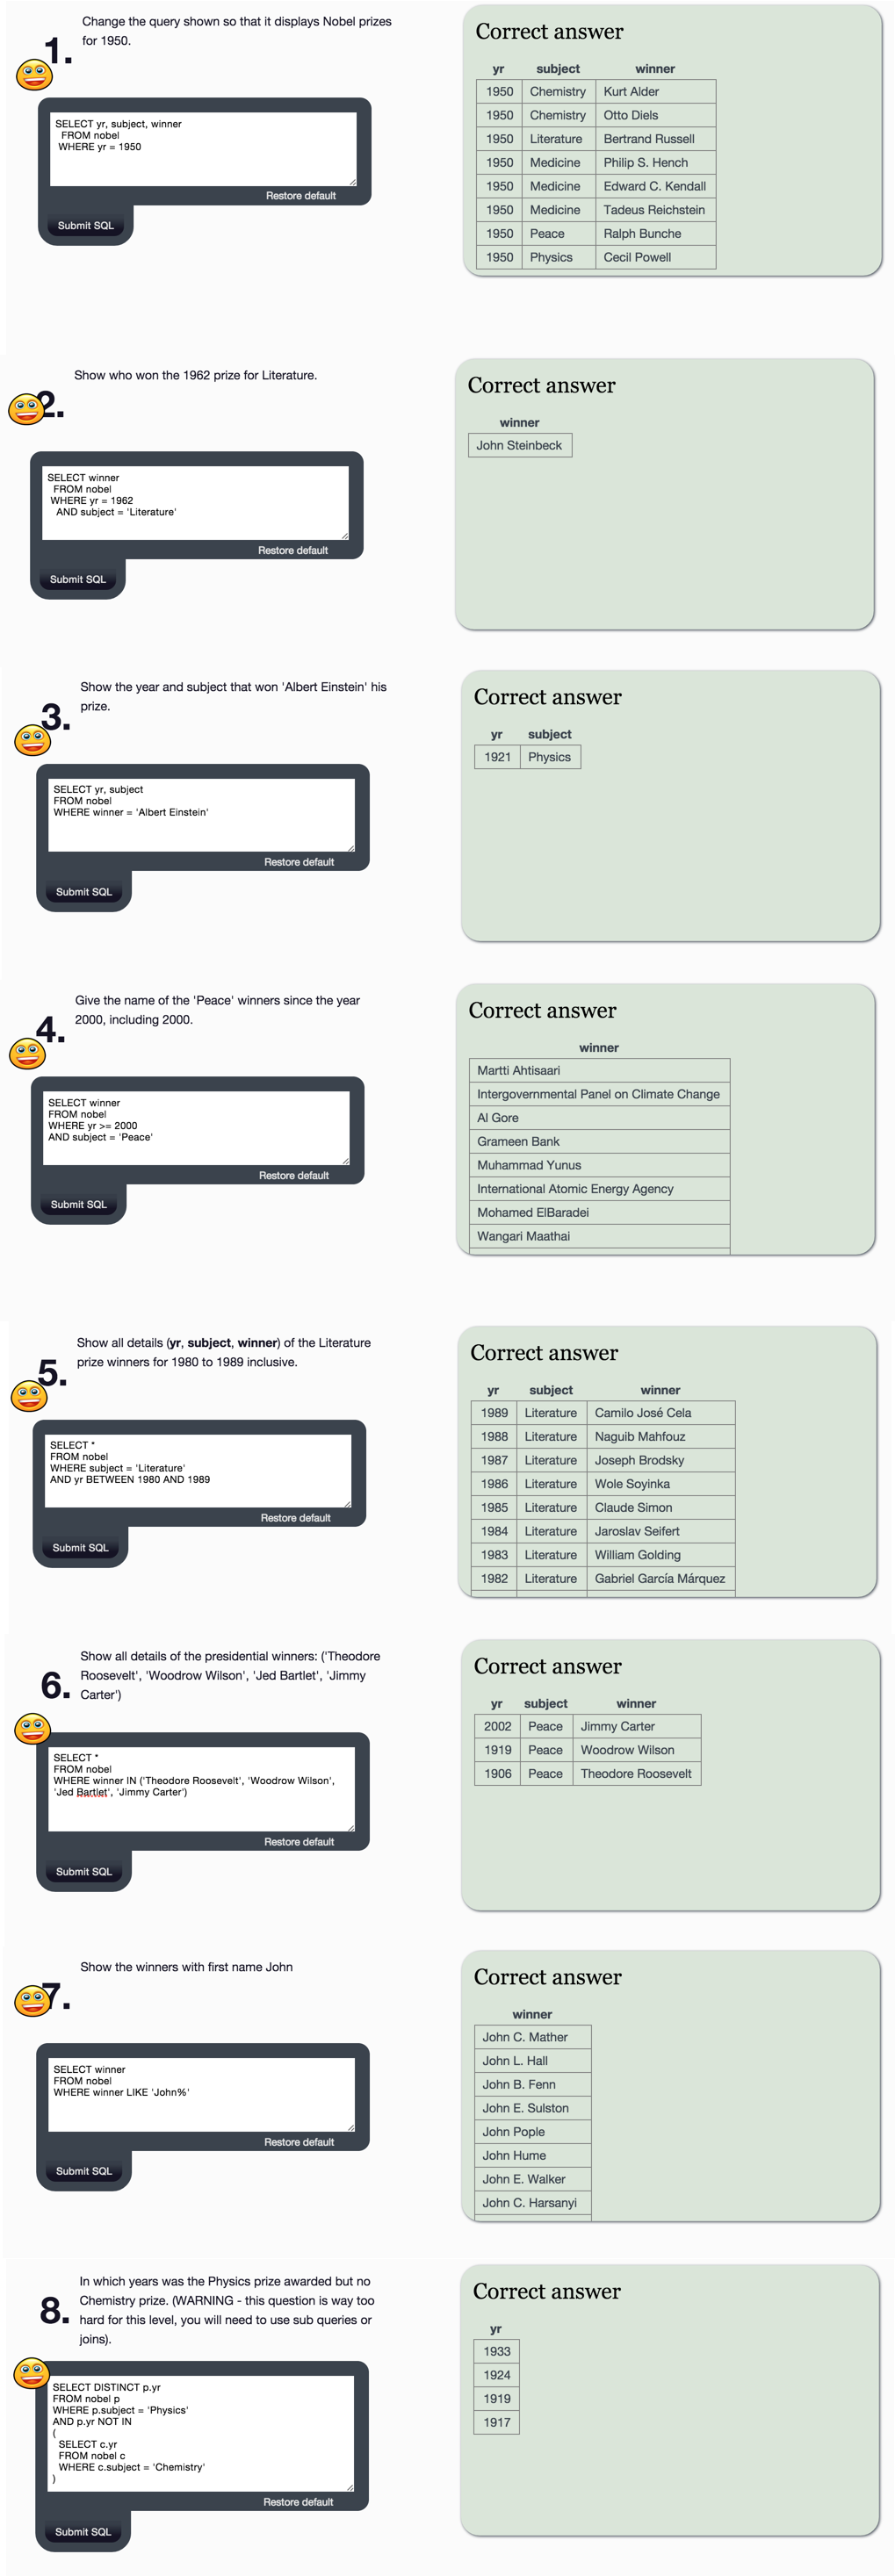 1.
Change the query shown so that it displays Nobel prizes
for 1950.
SELECT yr, subject, winner
FROM nobel
WHERE yr = 1950
Restore default
Submit SQL
Correct answer
yr subject winner
1950 Chemistry Kurt Alder
1950 Chemistry Otto Diels
1950 Literature Bertrand Russell
1950 Medicine Philip S. Hench
1950 Medicine Edward C. Kendall
1950 Medicine Tadeus Reichstein
1950 Peace Ralph Bunche
1950 Physics Cecil Powell
2.
Show who won the 1962 prize for Literature.
SELECT winner
FROM nobel
WHERE yr = 1962
AND subject = 'Literature'
Restore default
Submit SQL
Correct answer
winner
John Steinbeck
3.
Show the year and subject that won 'Albert Einstein' his
prize.
SELECT yr, subject
FROM nobel
WHERE winner = 'Albert Einstein'
Restore default
Submit SQL
Correct answer
yr subject
1921 Physics
4.
Give the name of the 'Peace' winners since the year
2000, including 2000.
SELECT winner
FROM nobel
WHERE yr >= 2000
AND subject = 'Peace'
Restore default
Submit SQL
Correct answer
winner
Martti Ahtisaari
Intergovernmental Panel on Climate Change
Al Gore
Grameen Bank
Muhammad Yunus
International Atomic Energy Agency
Mohamed ElBaradei
Wangari Maathai
5.
Show all details (yr, subject, winner) of the Literature
prize winners for 1980 to 1989 inclusive.
SELECT *
FROM nobel
WHERE subject = 'Literature'
AND yr BETWEEN 1980 AND 1989
Restore default
Submit SQL
Correct answer
yr subject winner
1989 Literature Camilo José Cela
1988 Literature Naguib Mahfouz
1987 Literature Joseph Brodsky
1986 Literature Wole Soyinka
1985 Literature Claude Simon
1984 Literature Jaroslav Seifert
1983 Literature William Golding
1982 Literature Gabriel García Márquez
6.
Show all details of the presidential winners: ('Theodore
Roosevelt', 'Woodrow Wilson', 'Jed Bartlet', 'Jimmy
Carter')
SELECT *
FROM nobel
WHERE winner IN ('Theodore Roosevelt', 'Woodrow Wilson',
'Jed Bartlet', 'Jimmy Carter')
Restore default
Submit SQL
Correct answer
yr subject winner
2002 Peace Jimmy Carter
1919 Peace Woodrow Wilson
1906 Peace Theodore Roosevelt
7.
Show the winners with first name John
SELECT winner
FROM nobel
WHERE winner LIKE 'John%'
Restore default
Submit SQL
Correct answer
winner
John C. Mather
John L. Hall
John B. Fenn
John E. Sulston
John Pople
John Hume
John E. Walker
John C. Harsanyi
8.
In which years was the Physics prize awarded but no
Chemistry prize. (WARNING - this question is way too
hard for this level, you will need to use sub queries or
joins).
SELECT DISTINCT p.yr
FROM nobel p
WHERE p.subject = 'Physics'
AND p.yr NOT IN
(
SELECT c.yr
FROM nobel c
WHERE c.subject = 'Chemistry'
)
Restore default
Submit SQL
Correct answer
yr
1933
1924
1919
1917